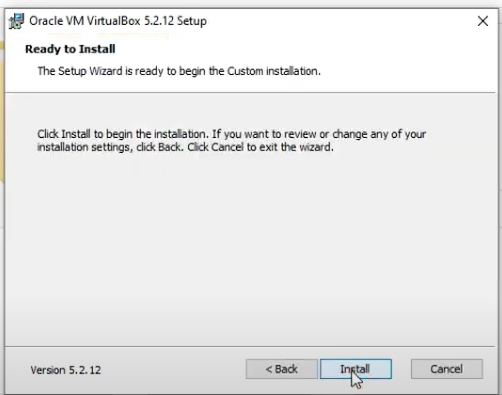 Oracle VM VirtualBox 5.2.12 Setup
Ready to Install
The Setup Wizard is ready to begin the Custom installation.
Click Install to begin the installation. If you want to review or change any of your
installation settings, click Back. Click Cancel to exit the wizard.
Version 5.2.12
< Back
Install
Cancel